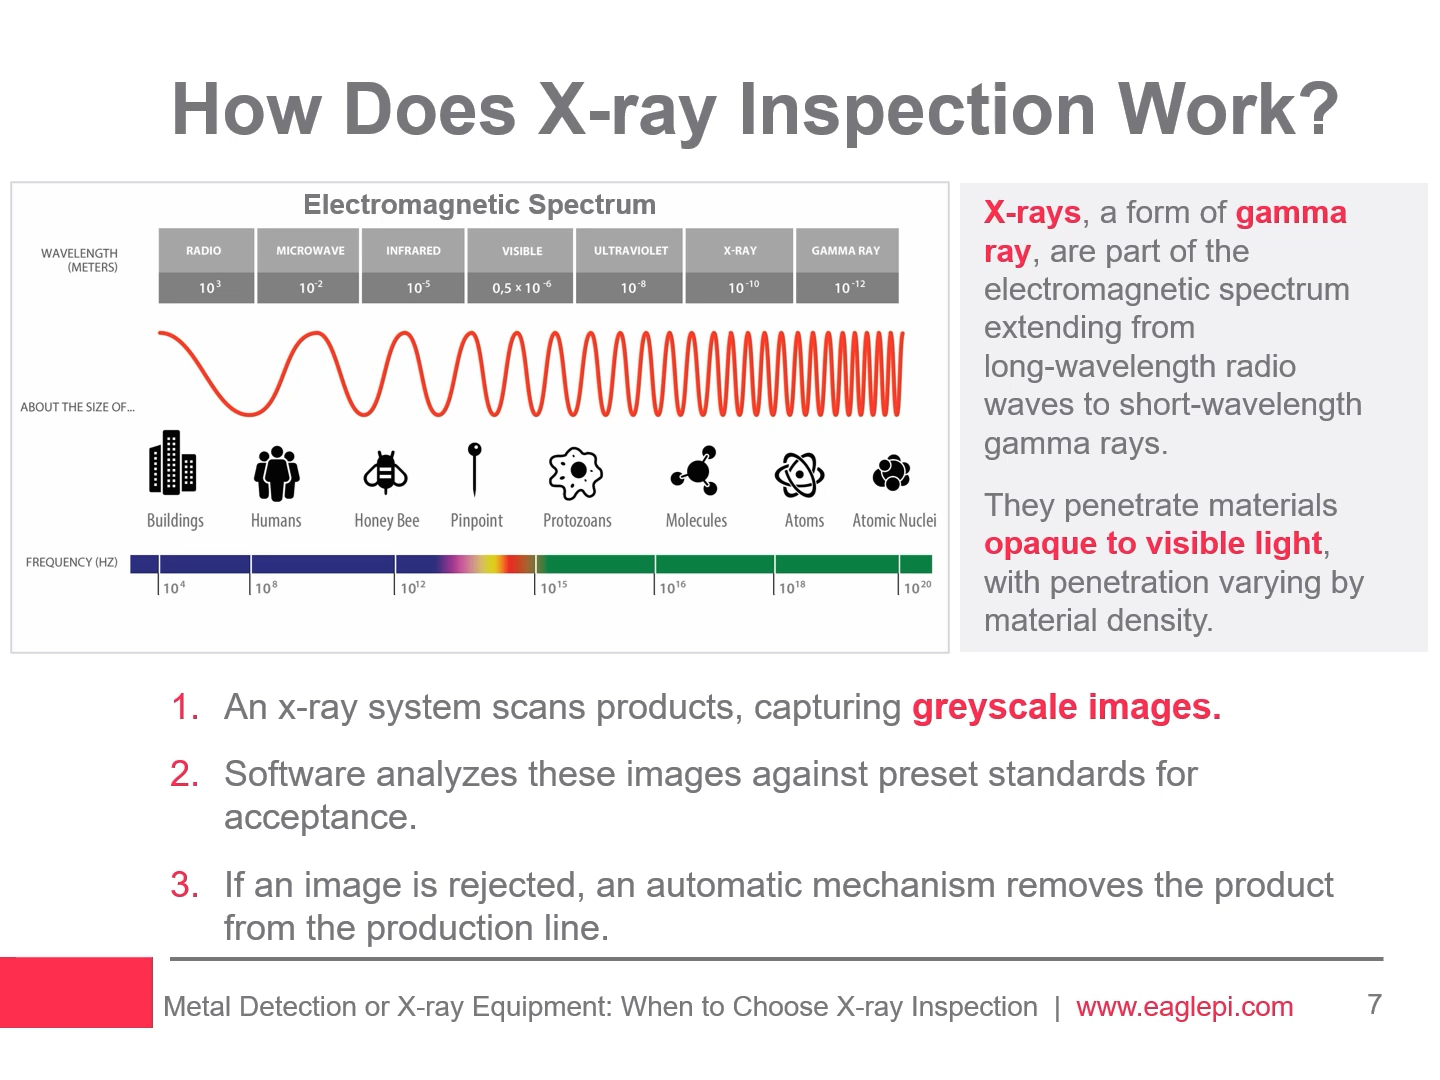 How Does X-ray Inspection Work?
Electromagnetic Spectrum
WAVELENGTH
(METERS)
RADIO MICROWAVE INFRARED VISIBLE ULTRAVIOLET X-RAY GAMMA RAY
10³ 10⁻² 10⁻⁵ 0,5 × 10⁻⁶ 10⁻⁸ 10⁻¹⁰ 10⁻¹²
ABOUT THE SIZE OF...
Buildings Humans Honey Bee Pinpoint Protozoans Molecules Atoms Atomic Nuclei
FREQUENCY (HZ)
10⁴ 10⁸ 10¹² 10¹⁵ 10¹⁶ 10¹⁸ 10²⁰
X-rays, a form of gamma
ray, are part of the
electromagnetic spectrum
extending from
long-wavelength radio
waves to short-wavelength
gamma rays.
They penetrate materials
opaque to visible light,
with penetration varying by
material density.
1. An x-ray system scans products, capturing greyscale images.
2. Software analyzes these images against preset standards for
acceptance.
3. If an image is rejected, an automatic mechanism removes the product
from the production line.
Metal Detection or X-ray Equipment: When to Choose X-ray Inspection | www.eaglepi.com 7